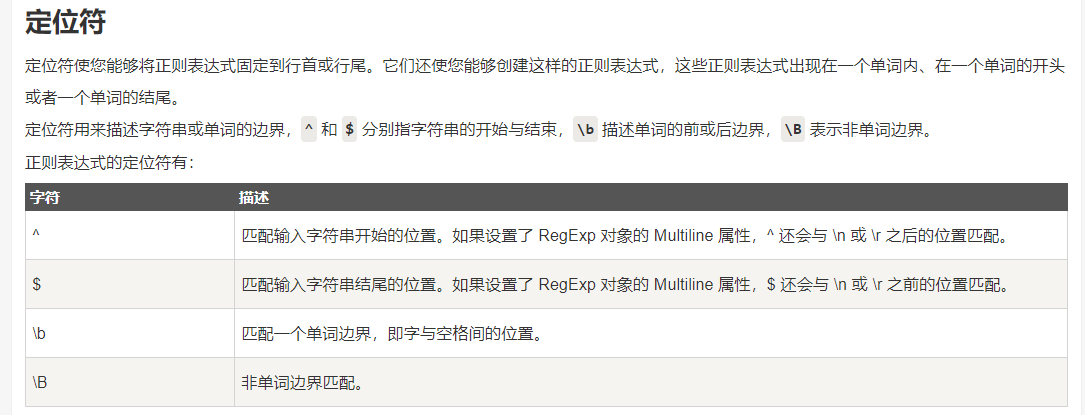 定位符
定位符使您能够将正则表达式固定到行首或行尾。它们还使您能够创建这样的正则表达式，这些正则表达式出现在一个单词内、在一个单词的开头
或者一个单词的结尾。
定位符用来描述字符串或单词的边界，^ 和 $ 分别指字符串的开始与结束，\b 描述单词的前或后边界，\B 表示非单词边界。
正则表达式的定位符有：
字符 描述
^ 匹配输入字符串开始的位置。如果设置了 RegExp 对象的 Multiline 属性，^ 还会与 \n 或 \r 之后的位置匹配。
$ 匹配输入字符串结尾的位置。如果设置了 RegExp 对象的 Multiline 属性，$ 还会与 \n 或 \r 之前的位置匹配。
\b 匹配一个单词边界，即字与空格间的位置。
\B 非单词边界匹配。